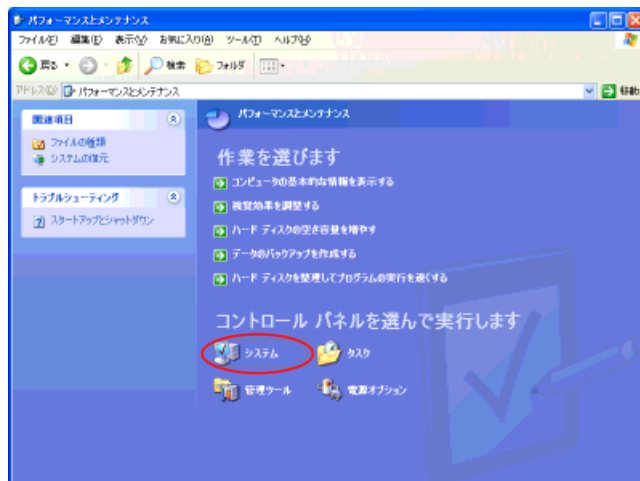 パフォーマンスとメンテナンス
ファイル(F) 編集(E) 表示(V) お気に入り(A) ツール(T) ヘルプ(H)
戻る 検索 フォルダ
アドレス(D) パフォーマンスとメンテナンス 移動
関連項目
ファイルの種類
システムの復元
トラブルシューティング
スタートアップとシャットダウン
パフォーマンスとメンテナンス
作業を選びます
コンピュータの基本的な情報を表示する
視覚効果を調整する
ハード ディスクの空き容量を増やす
データのバックアップを作成する
ハード ディスクを整理してプログラムの実行を速くする
コントロール パネルを選んで実行します
システム タスク
管理ツール 電源オプション